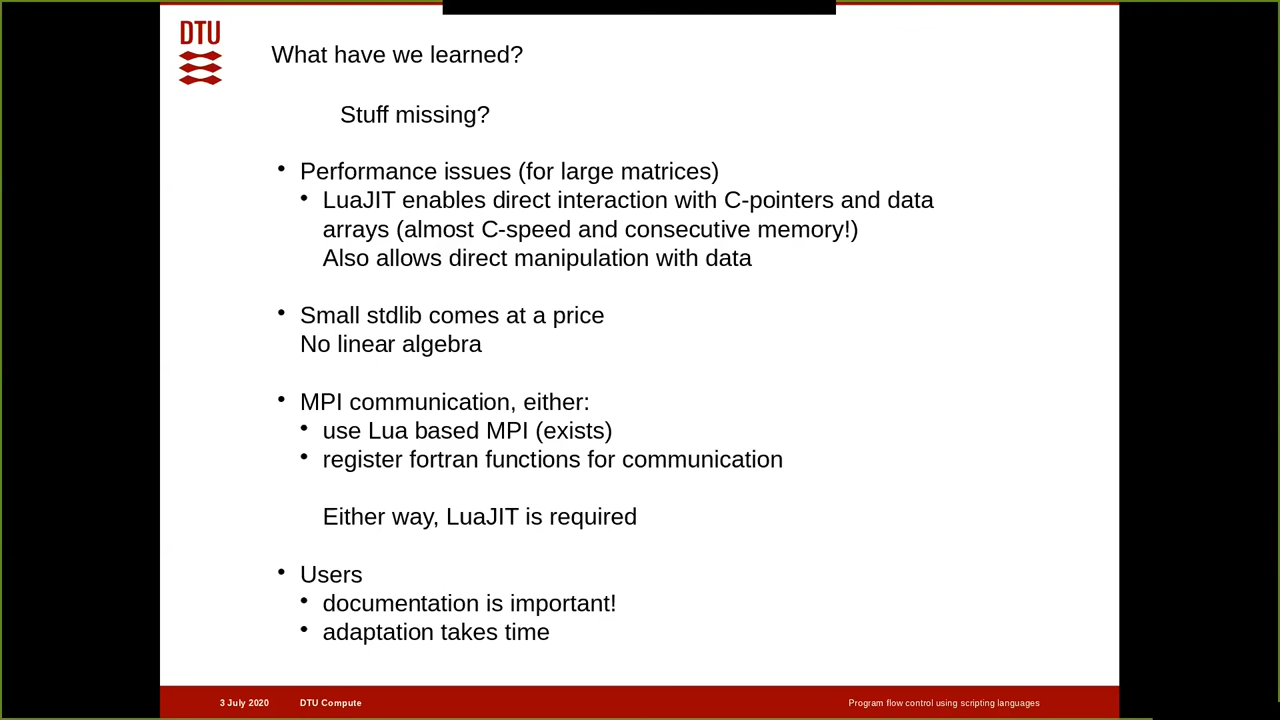 DTU
What have we learned?
Stuff missing?
• Performance issues (for large matrices)
• LuaJIT enables direct interaction with C-pointers and data
arrays (almost C-speed and consecutive memory!)
Also allows direct manipulation with data
• Small stdlib comes at a price
No linear algebra
• MPI communication, either:
• use Lua based MPI (exists)
• register fortran functions for communication
Either way, LuaJIT is required
• Users
• documentation is important!
• adaptation takes time
3 July 2020 DTU Compute Program flow control using scripting languages